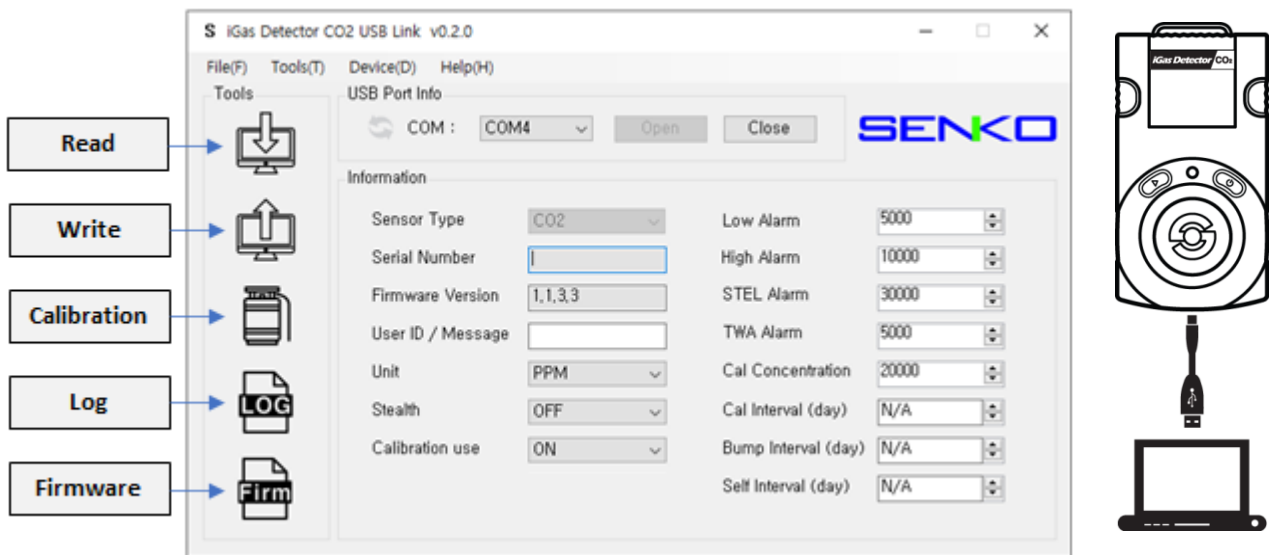 S iGas Detector CO2 USB Link v0.2.0
File(F) Tools(T) Device(D) Help(H)
Tools
Read
Write
Calibration
Log
LOG
Firmware
Firm
USB Port Info
COM : COM4 Open Close
SENKO
Information
Sensor Type CO2
Serial Number
Firmware Version 1,1,3,3
User ID / Message
Unit PPM
Stealth OFF
Calibration use ON
Low Alarm 5000
High Alarm 10000
STEL Alarm 30000
TWA Alarm 5000
Cal Concentration 20000
Cal Interval (day) N/A
Bump Interval (day) N/A
Self Interval (day) N/A
iGas Detector CO₂